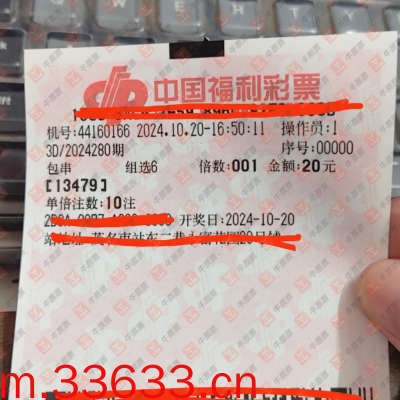 中国福利彩票
机号:44160166 2024.10.20-16:50:11 操作员:1
3D/2024280期 序号:00000
包串 组选6 倍数:001 金额:20元
[13479]
单倍注数:10注
开奖日:2024-10-20
m.33633.cn